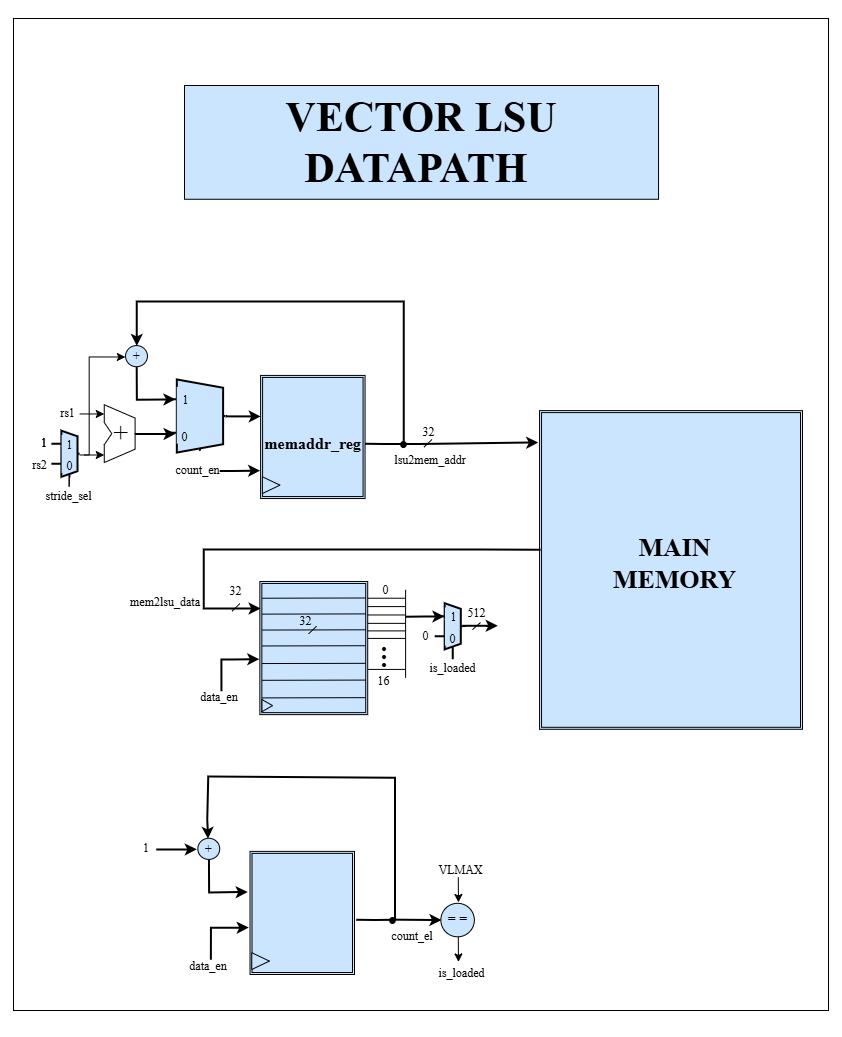 VECTOR LSU
DATAPATH
+
rs1
1
+
memaddr_reg
32
lsu2mem_addr
1
1
0
rs2
0
count_en
stride_sel
MAIN
MEMORY
mem2lsu_data
32
32
0
1
512
0
0
is_loaded
16
data_en
1
+
VLMAX
= =
count_el
data_en
is_loaded